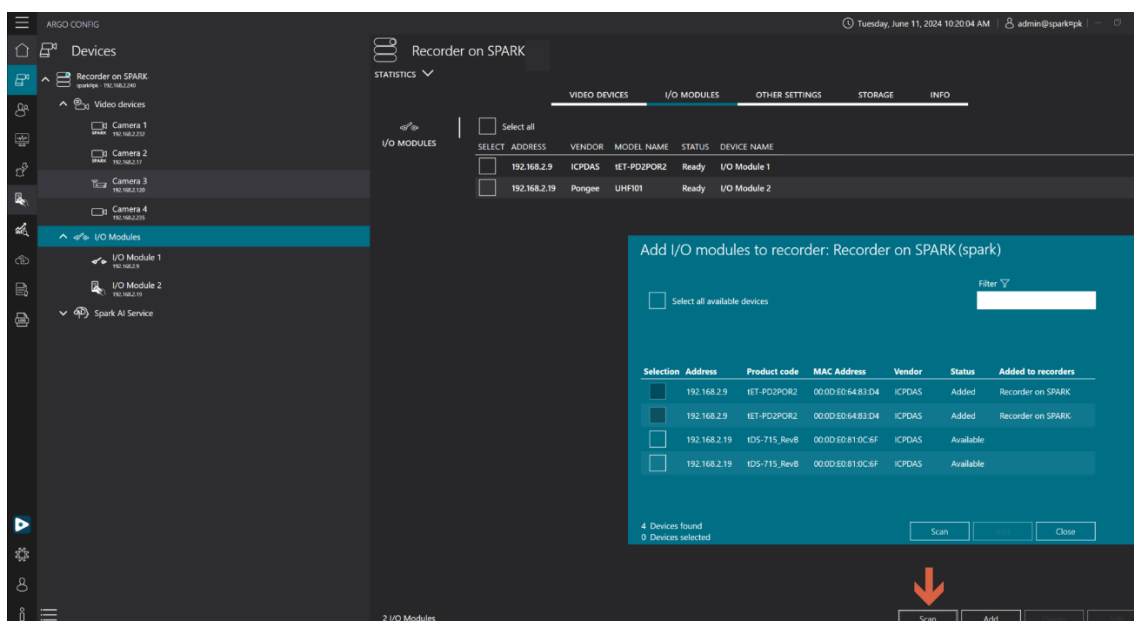 ARGO CONFIG
Tuesday, June 11, 2024 10:20:04 AM
admin@spark¤pk
Devices
Recorder on SPARK
192.168.2.240
Video devices
Camera 1
SPARK 192.168.2.232
Camera 2
SPARK 192.168.2.17
Camera 3
192.168.2.120
Camera 4
192.168.2.235
I/O Modules
I/O Module 1
192.168.2.9
I/O Module 2
192.168.2.19
Spark AI Service
Recorder on SPARK
STATISTICS
VIDEO DEVICES I/O MODULES OTHER SETTINGS STORAGE INFO
I/O MODULES
Select all
SELECT ADDRESS VENDOR MODEL NAME STATUS DEVICE NAME
192.168.2.9 ICPDAS tET-PD2POR2 Ready I/O Module 1
192.168.2.19 Pongee UHF101 Ready I/O Module 2
Add I/O modules to recorder: Recorder on SPARK (spark)
Filter
Select all available devices
Selection Address Product code MAC Address Vendor Status Added to recorders
192.168.2.9 tET-PD2POR2 00:0D:E0:64:83:D4 ICPDAS Added Recorder on SPARK
192.168.2.9 tET-PD2POR2 00:0D:E0:64:83:D4 ICPDAS Added Recorder on SPARK
192.168.2.19 tDS-715_RevB 00:0D:E0:81:0C:6F ICPDAS Available
192.168.2.19 tDS-715_RevB 00:0D:E0:81:0C:6F ICPDAS Available
4 Devices found
0 Devices selected
Scan Close
2 I/O Modules
Scan Add